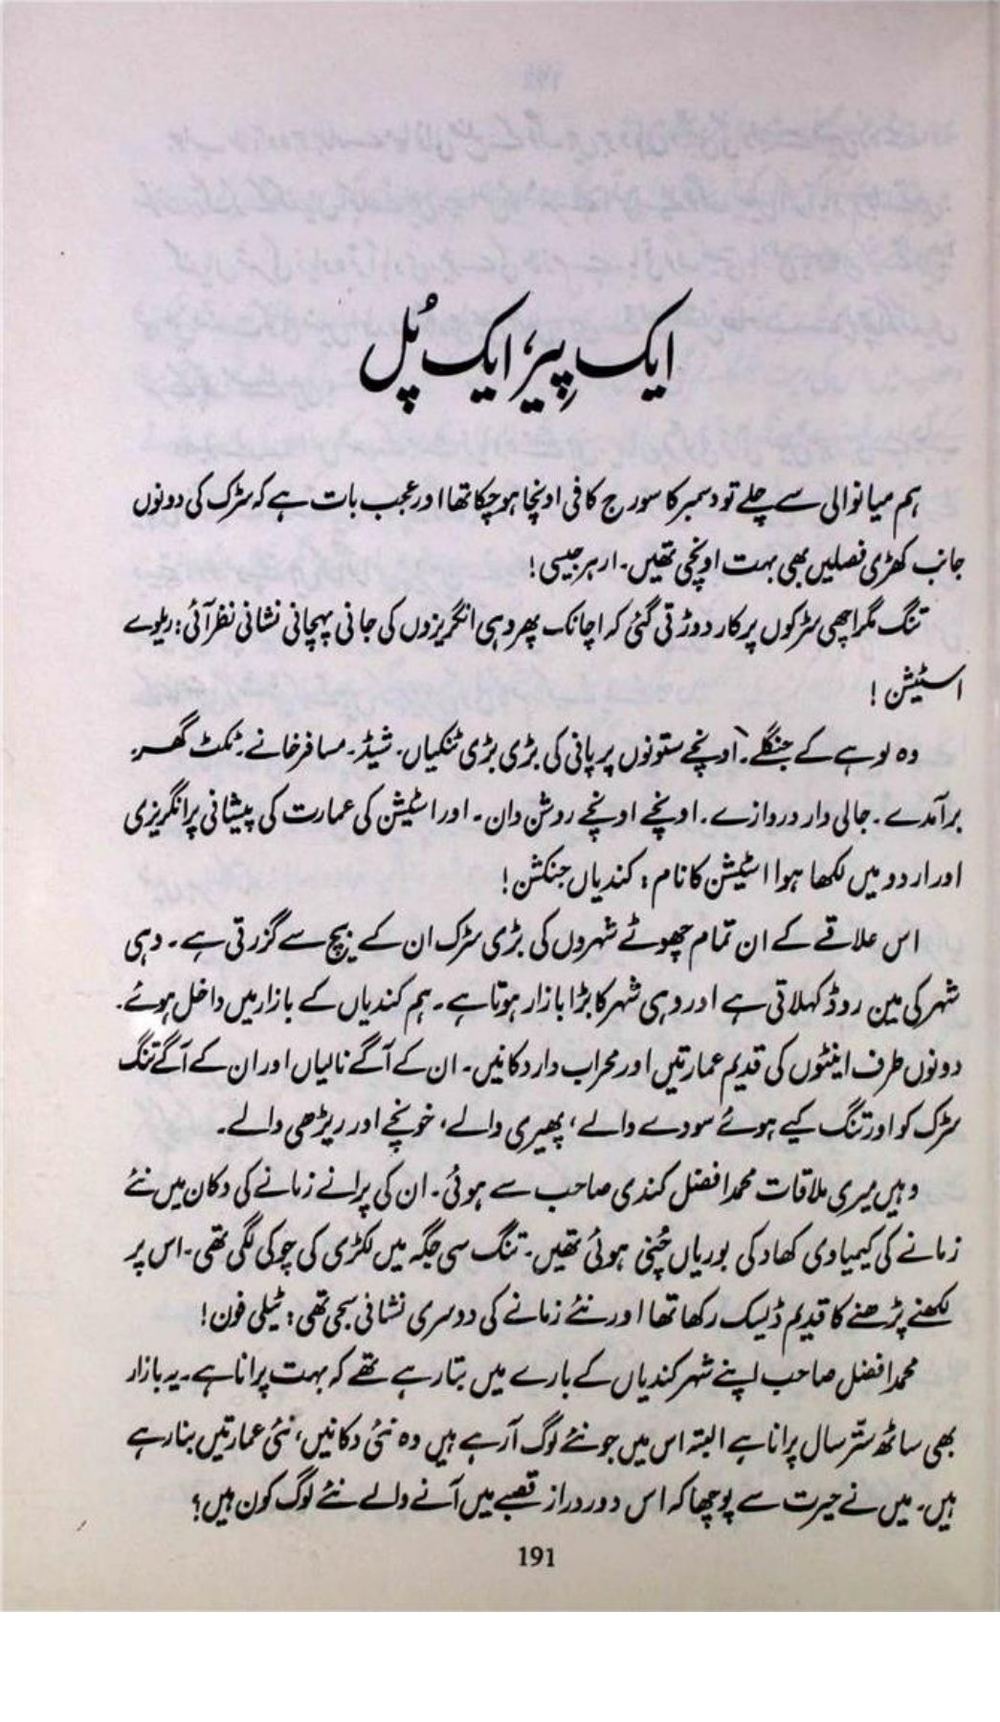 ایک پِیر، ایک پُل
ہم میانوالی سے چلے تو دسمبر کا سورج کافی اونچا ہو چکا تھا اور عجب بات ہے کہ سڑک کی دونوں
جانب کھڑی فصلیں بھی بہت اونچی تھیں۔ ارہر جیسی!
تنگ مگر اچھی سڑکوں پر کار دوڑتی گئی کہ اچانک پھر وہی انگریزوں کی جانی پہچانی نشانی نظر آئی: ریلوے
اسٹیشن!
وہ لوہے کے جنگلے۔ اونچے ستونوں پر پانی کی بڑی بڑی ٹنکیاں۔ شیڈ۔ مسافر خانے۔ ٹکٹ گھر۔
برآمدے۔ جالی دار دروازے۔ اونچے اونچے روشن دان۔ اور اسٹیشن کی عمارت کی پیشانی پر انگریزی
اور اردو میں لکھا ہوا اسٹیشن کا نام: کندیاں جنکشن!
اس علاقے کے ان تمام چھوٹے شہروں کی بڑی سڑک ان کے بیچ سے گزرتی ہے۔ وہی
شہر کی مین روڈ کہلاتی ہے اور وہی شہر کا بڑا بازار ہوتا ہے۔ ہم کندیاں کے بازار میں داخل ہوئے۔
دونوں طرف اینٹوں کی قدیم عمارتیں اور محراب دار دکانیں۔ ان کے آگے نالیاں اور ان کے آگے تنگ
سڑک کو اور تنگ کیے ہوئے سودے والے، پھیری والے، خونچے اور ریڑھی والے۔
وہیں میری ملاقات محمد افضل کندی صاحب سے ہوئی۔ ان کی پرانے زمانے کی دکان میں نئے
زمانے کی کیمیاوی کھاد کی بوریاں چُنی ہوئی تھیں۔ تنگ سی جگہ میں لکڑی کی چوکی لگی تھی۔ اس پر
لکھنے پڑھنے کا قدیم ڈیسک رکھا تھا اور نئے زمانے کی دوسری نشانی سجی تھی: ٹیلی فون!
محمد افضل صاحب اپنے شہر کندیاں کے بارے میں بتا رہے تھے کہ بہت پرانا ہے۔ یہ بازار
بھی ساٹھ ستّر سال پرانا ہے البتہ اس میں جو نئے لوگ آ رہے ہیں وہ نئی دکانیں، نئی عمارتیں بنا رہے
ہیں۔ میں نے حیرت سے پوچھا کہ اس دور دراز قصبے میں آنے والے نئے لوگ کون ہیں؟
191